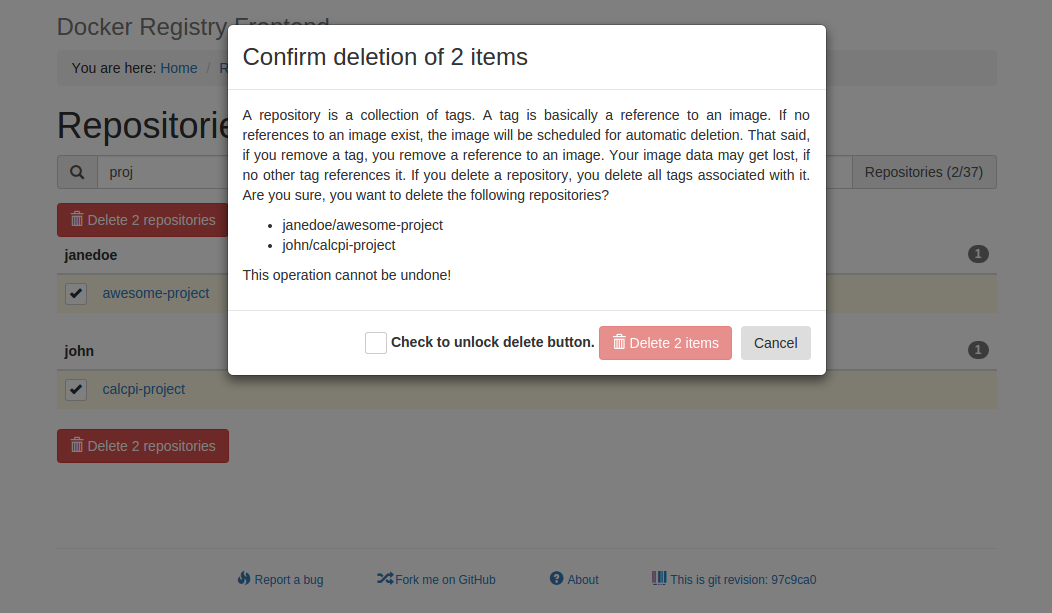 Docker Registry Frontend
You are here: Home / R
Repositorie
proj
Repositories (2/37)
Delete 2 repositories
janedoe
1
awesome-project
john
1
calcpi-project
Delete 2 repositories
Confirm deletion of 2 items
A repository is a collection of tags. A tag is basically a reference to an image. If no
references to an image exist, the image will be scheduled for automatic deletion. That said,
if you remove a tag, you remove a reference to an image. Your image data may get lost, if
no other tag references it. If you delete a repository, you delete all tags associated with it.
Are you sure, you want to delete the following repositories?
• janedoe/awesome-project
• john/calcpi-project
This operation cannot be undone!
Check to unlock delete button.
Delete 2 items
Cancel
Report a bug
Fork me on GitHub
About
This is git revision: 97c9ca0